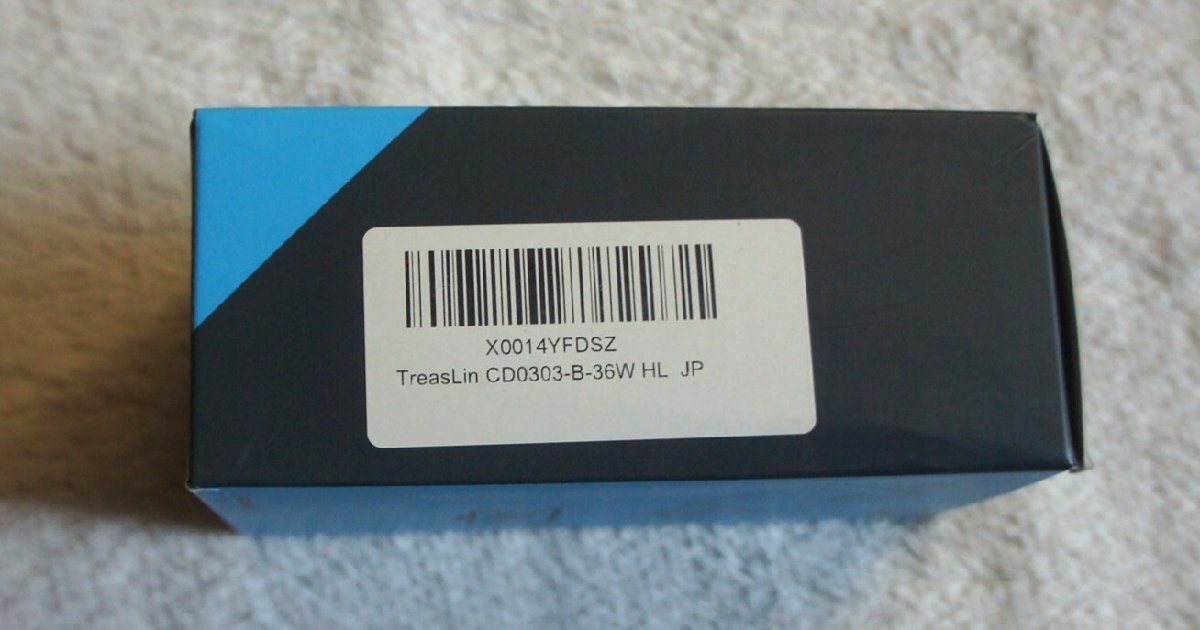 X0014YFDSZ
TreasLin CD0303-B-36W HL JP